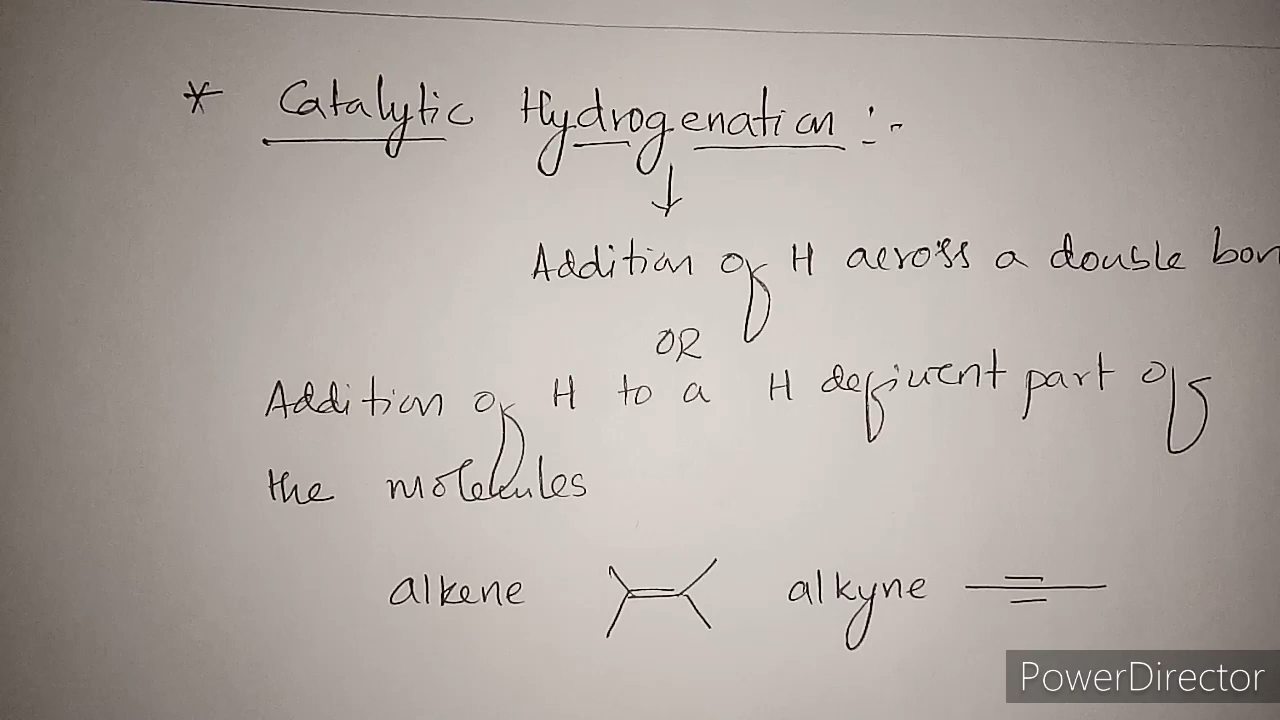 * Catalytic Hydrogenation :-
Addition of H across a double bon
OR
Addition of H to a H deficient part of
the molecules
alkene alkyne
PowerDirector